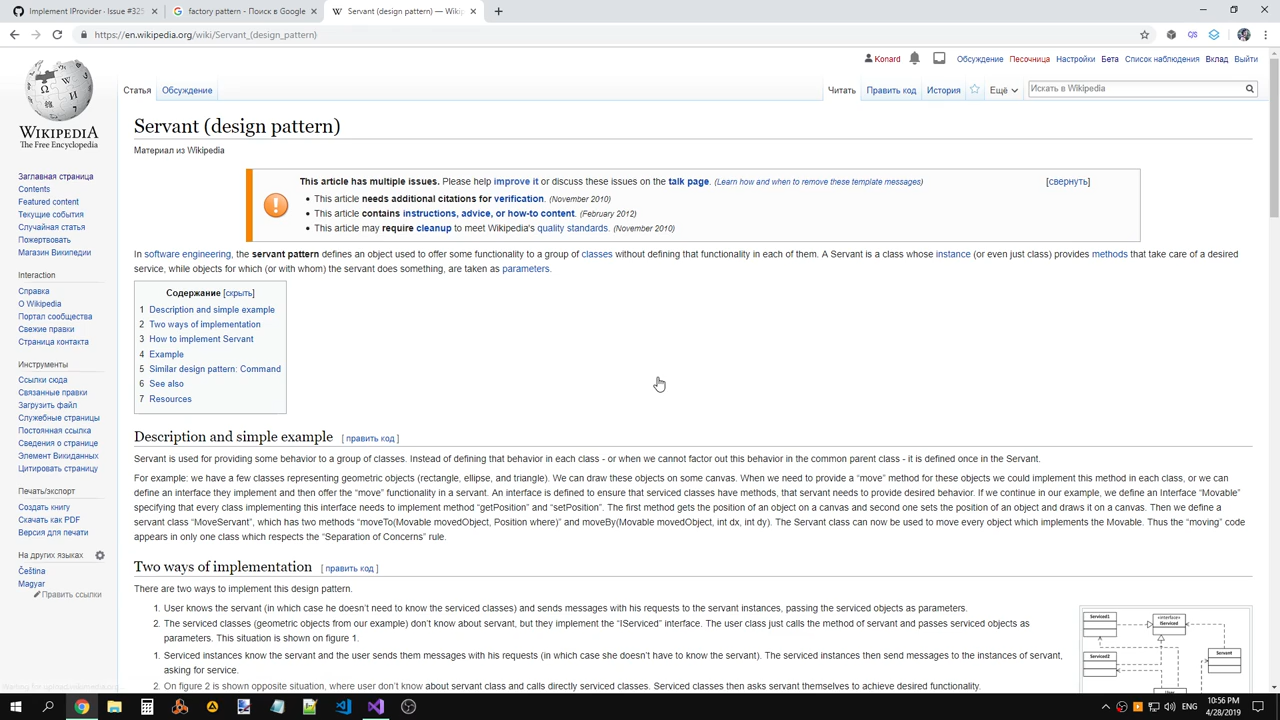 Implement IProvider · Issue #325
factory pattern - Поиск в Google
Servant (design pattern) — Wikip
https://en.wikipedia.org/wiki/Servant_(design_pattern)
Konard
Обсуждение
Песочница
Настройки
Бета
Список наблюдения
Вклад
Выйти
Статья
Обсуждение
Читать
Править код
История
Ещё
Искать в Wikipedia
WIKIPEDIA
The Free Encyclopedia
Заглавная страница
Contents
Featured content
Текущие события
Случайная статья
Пожертвовать
Магазин Википедии
Interaction
Справка
О Wikipedia
Портал сообщества
Свежие правки
Страница контакта
Инструменты
Ссылки сюда
Связанные правки
Загрузить файл
Служебные страницы
Постоянная ссылка
Сведения о странице
Элемент Викиданных
Цитировать страницу
Печать/экспорт
Создать книгу
Скачать как PDF
Версия для печати
На других языках
Čeština
Magyar
Править ссылки
Servant (design pattern)
Материал из Wikipedia
This article has multiple issues. Please help improve it or discuss these issues on the talk page. (Learn how and when to remove these template messages)
[свернуть]
• This article needs additional citations for verification. (November 2010)
• This article contains instructions, advice, or how-to content. (February 2012)
• This article may require cleanup to meet Wikipedia's quality standards. (November 2010)
In software engineering, the servant pattern defines an object used to offer some functionality to a group of classes without defining that functionality in each of them. A Servant is a class whose instance (or even just class) provides methods that take care of a desired
service, while objects for which (or with whom) the servant does something, are taken as parameters.
Содержание [скрыть]
1 Description and simple example
2 Two ways of implementation
3 How to implement Servant
4 Example
5 Similar design pattern: Command
6 See also
7 Resources
Description and simple example [ править код ]
Servant is used for providing some behavior to a group of classes. Instead of defining that behavior in each class - or when we cannot factor out this behavior in the common parent class - it is defined once in the Servant.
For example: we have a few classes representing geometric objects (rectangle, ellipse, and triangle). We can draw these objects on some canvas. When we need to provide a “move” method for these objects we could implement this method in each class, or we can
define an interface they implement and then offer the “move” functionality in a servant. An interface is defined to ensure that serviced classes have methods, that servant needs to provide desired behavior. If we continue in our example, we define an Interface “Movable”
specifying that every class implementing this interface needs to implement method “getPosition” and “setPosition”. The first method gets the position of an object on a canvas and second one sets the position of an object and draws it on a canvas. Then we define a
servant class “MoveServant”, which has two methods “moveTo(Movable movedObject, Position where)” and moveBy(Movable movedObject, int dx, int dy). The Servant class can now be used to move every object which implements the Movable. Thus the “moving” code
appears in only one class which respects the “Separation of Concerns” rule.
Two ways of implementation [ править код ]
There are two ways to implement this design pattern.
1. User knows the servant (in which case he doesn’t need to know the serviced classes) and sends messages with his requests to the servant instances, passing the serviced objects as parameters.
2. The serviced classes (geometric objects from our example) don’t know about servant, but they implement the “IServiced” interface. The user class just calls the method of servant and passes serviced objects as
parameters. This situation is shown on figure 1.
1. Serviced instances know the servant and the user sends them messages with his requests (in which case she doesn’t have to know the servant). The serviced instances then send messages to the instances of servant,
asking for service.
2. On figure 2 is shown opposite situation, where user don’t know about servant class and calls directly serviced classes. Serviced classes then asks servant themselves to achieve desired functionality.
Serviced1
«interface»
IServiced
Serviced2
Servant
User
ENG
10:56 PM
4/28/2019